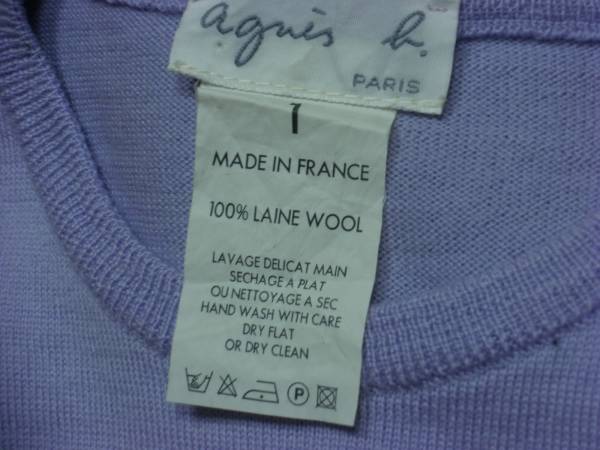 agnès b.
PARIS
1
MADE IN FRANCE
100% LAINE WOOL
LAVAGE DELICAT MAIN
SECHAGE A PLAT
OU NETTOYAGE A SEC
HAND WASH WITH CARE
DRY FLAT
OR DRY CLEAN
P